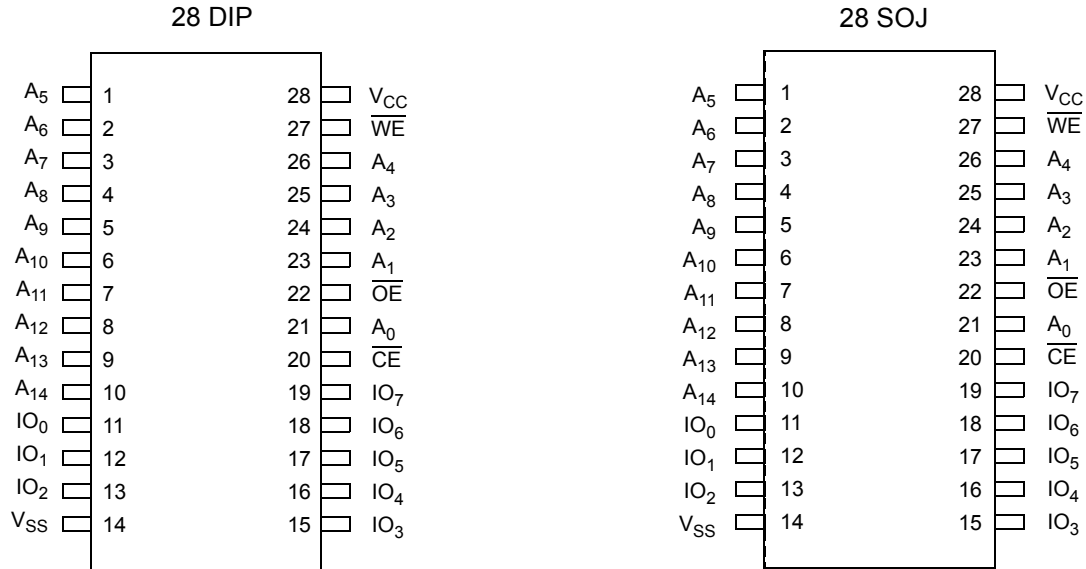 28 DIP
A5 1 28 VCC
A6 2 27 WE
A7 3 26 A4
A8 4 25 A3
A9 5 24 A2
A10 6 23 A1
A11 7 22 OE
A12 8 21 A0
A13 9 20 CE
A14 10 19 IO7
IO0 11 18 IO6
IO1 12 17 IO5
IO2 13 16 IO4
VSS 14 15 IO3
28 SOJ
A5 1 28 VCC
A6 2 27 WE
A7 3 26 A4
A8 4 25 A3
A9 5 24 A2
A10 6 23 A1
A11 7 22 OE
A12 8 21 A0
A13 9 20 CE
A14 10 19 IO7
IO0 11 18 IO6
IO1 12 17 IO5
IO2 13 16 IO4
VSS 14 15 IO3